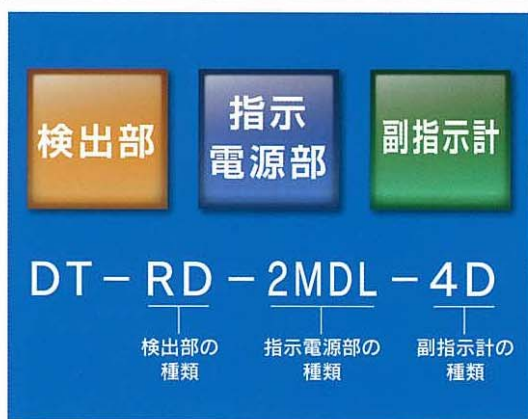 検出部
指示
電源部
副指示計
DT－RD－2MDL－4D
検出部の
種類
指示電源部の
種類
副指示計の
種類